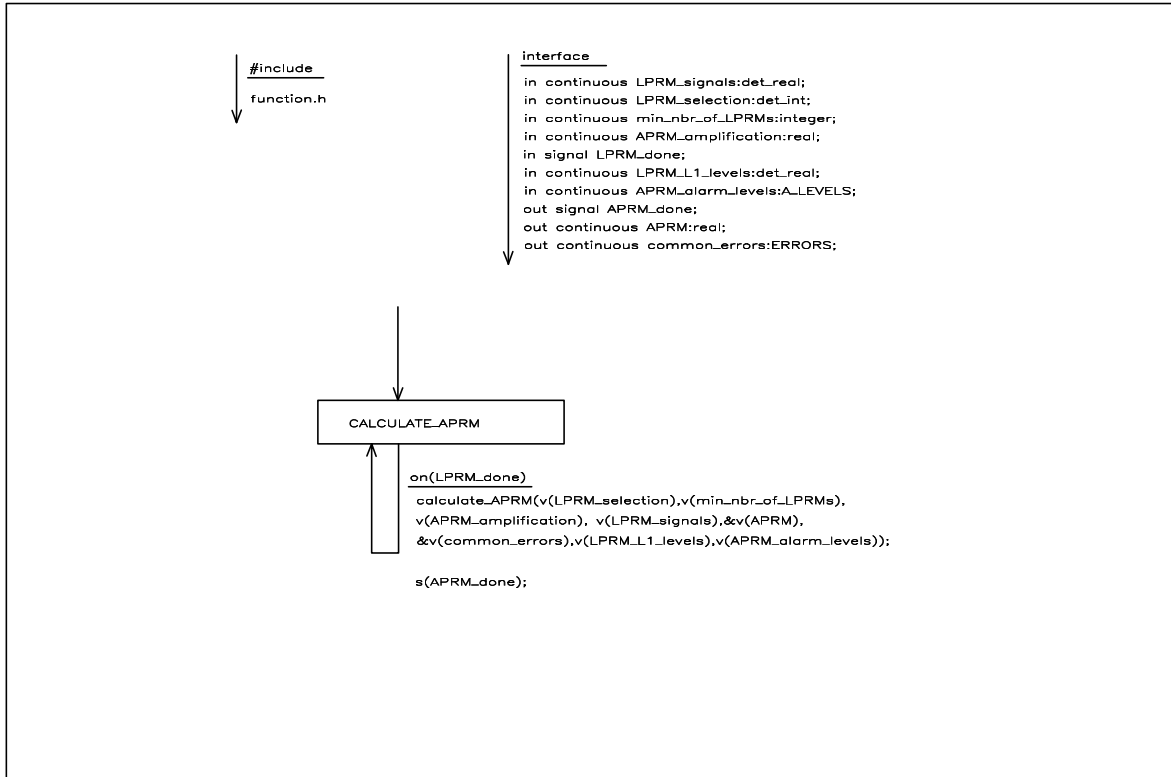 #include
function.h
interface
in continuous LPRM_signals:det_real;
in continuous LPRM_selection:det_int;
in continuous min_nbr_of_LPRMs:integer;
in continuous APRM_amplification:real;
in signal LPRM_done;
in continuous LPRM_L1_levels:det_real;
in continuous APRM_alarm_levels:A_LEVELS;
out signal APRM_done;
out continuous APRM:real;
out continuous common_errors:ERRORS;
CALCULATE_APRM
on(LPRM_done)
calculate_APRM(v(LPRM_selection),v(min_nbr_of_LPRMs),
v(APRM_amplification), v(LPRM_signals),&v(APRM),
&v(common_errors),v(LPRM_L1_levels),v(APRM_alarm_levels));
s(APRM_done);